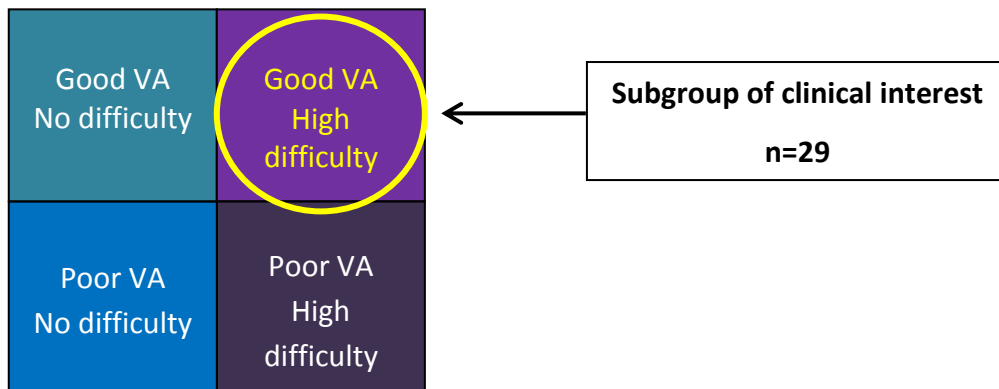 Good VA
No difficulty
Good VA
High
difficulty
Subgroup of clinical interest
n=29
Poor VA
No difficulty
Poor VA
High
difficulty